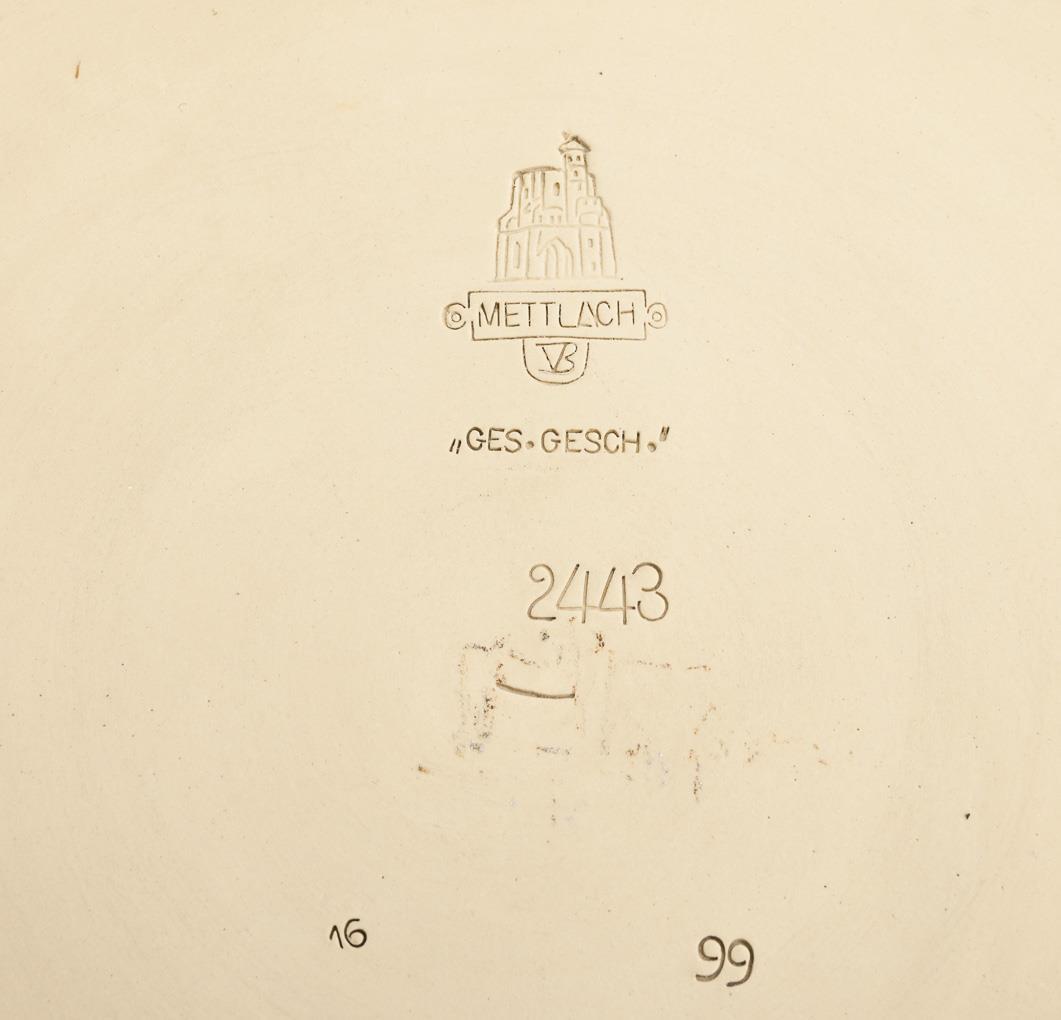 METTLACH
VB
„GES. GESCH."
2443
16
99